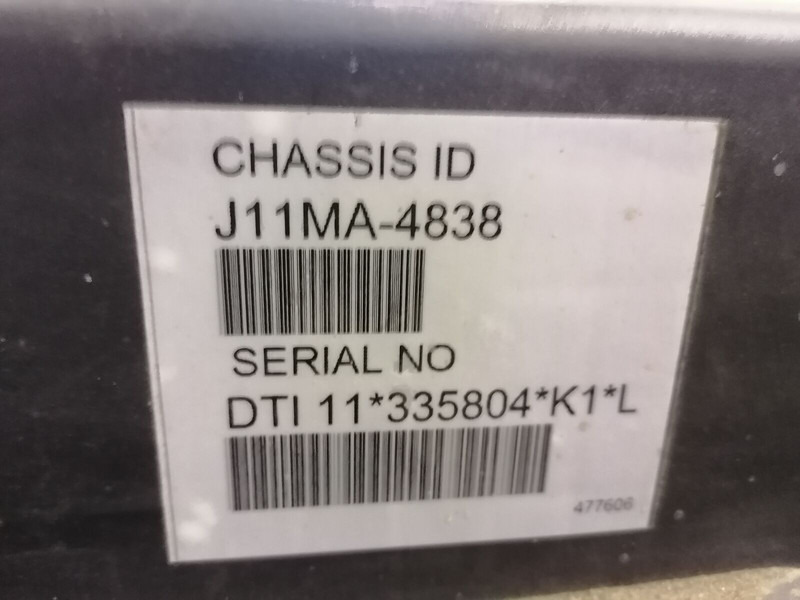 CHASSIS ID
J11MA-4838
SERIAL NO
DTI 11*335804*K1*L
477606